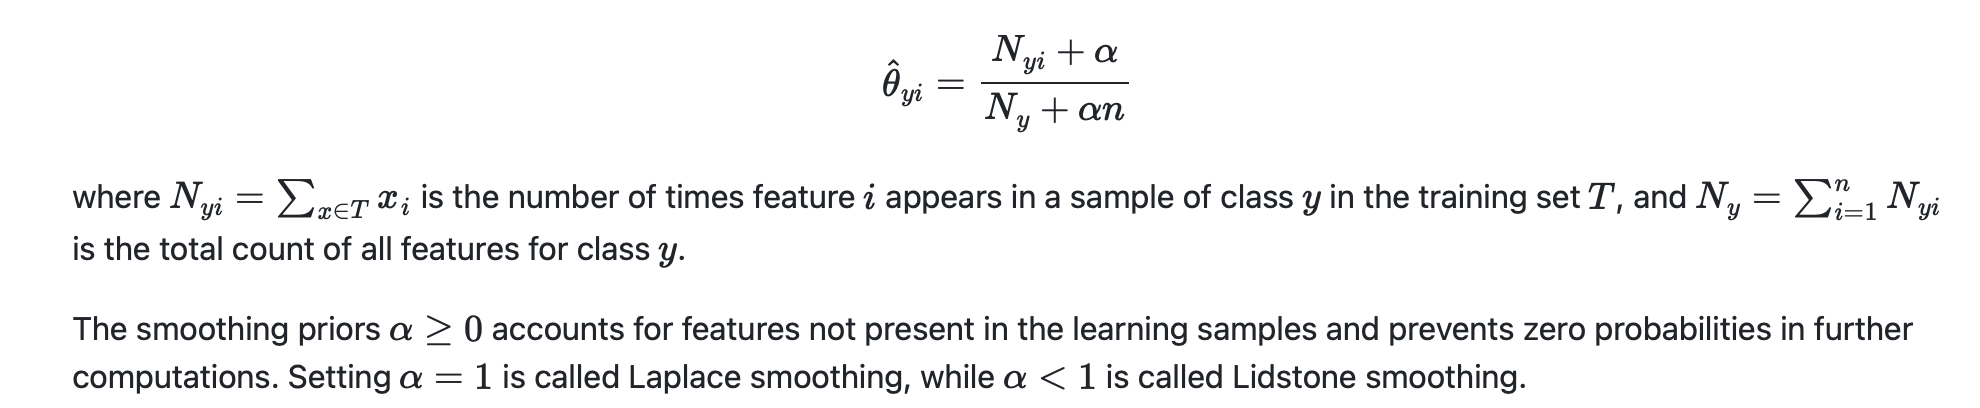 θ̂_yi = (N_yi + α) / (N_y + αn)
where N_yi = ∑_{x∈T} x_i is the number of times feature i appears in a sample of class y in the training set T, and N_y = ∑_{i=1}^{n} N_yi
is the total count of all features for class y.
The smoothing priors α ≥ 0 accounts for features not present in the learning samples and prevents zero probabilities in further
computations. Setting α = 1 is called Laplace smoothing, while α < 1 is called Lidstone smoothing.